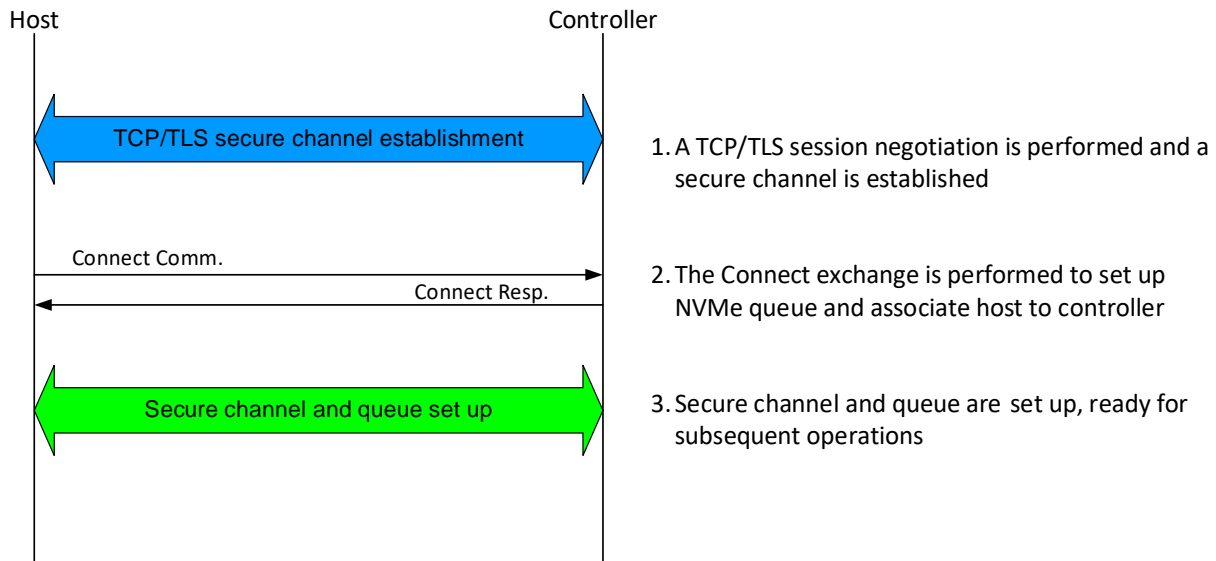 Host
Controller
TCP/TLS secure channel establishment
1. A TCP/TLS session negotiation is performed and a
secure channel is established
Connect Comm.
Connect Resp.
2. The Connect exchange is performed to set up
NVMe queue and associate host to controller
Secure channel and queue set up
3. Secure channel and queue are set up, ready for
subsequent operations